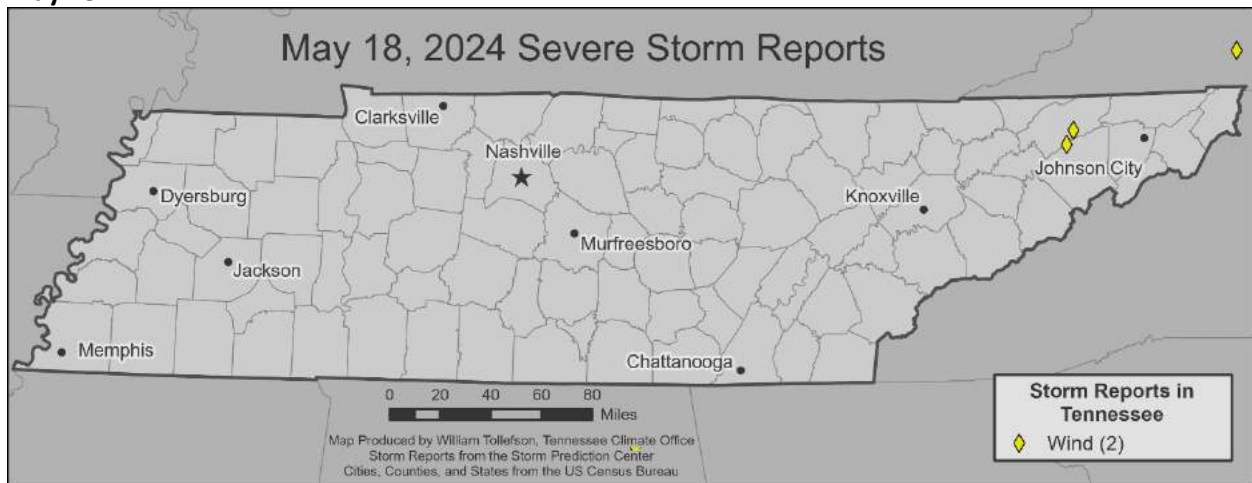 May 18, 2024 Severe Storm Reports
Clarksville
Nashville
Johnson City
Dyersburg
Knoxville
Murfreesboro
Jackson
Memphis
Chattanooga
0 20 40 60 80
Miles
Map Produced by William Tollefson, Tennessee Climate Office
Storm Reports from the Storm Prediction Center
Cities, Counties, and States from the US Census Bureau
Storm Reports in
Tennessee
Wind (2)